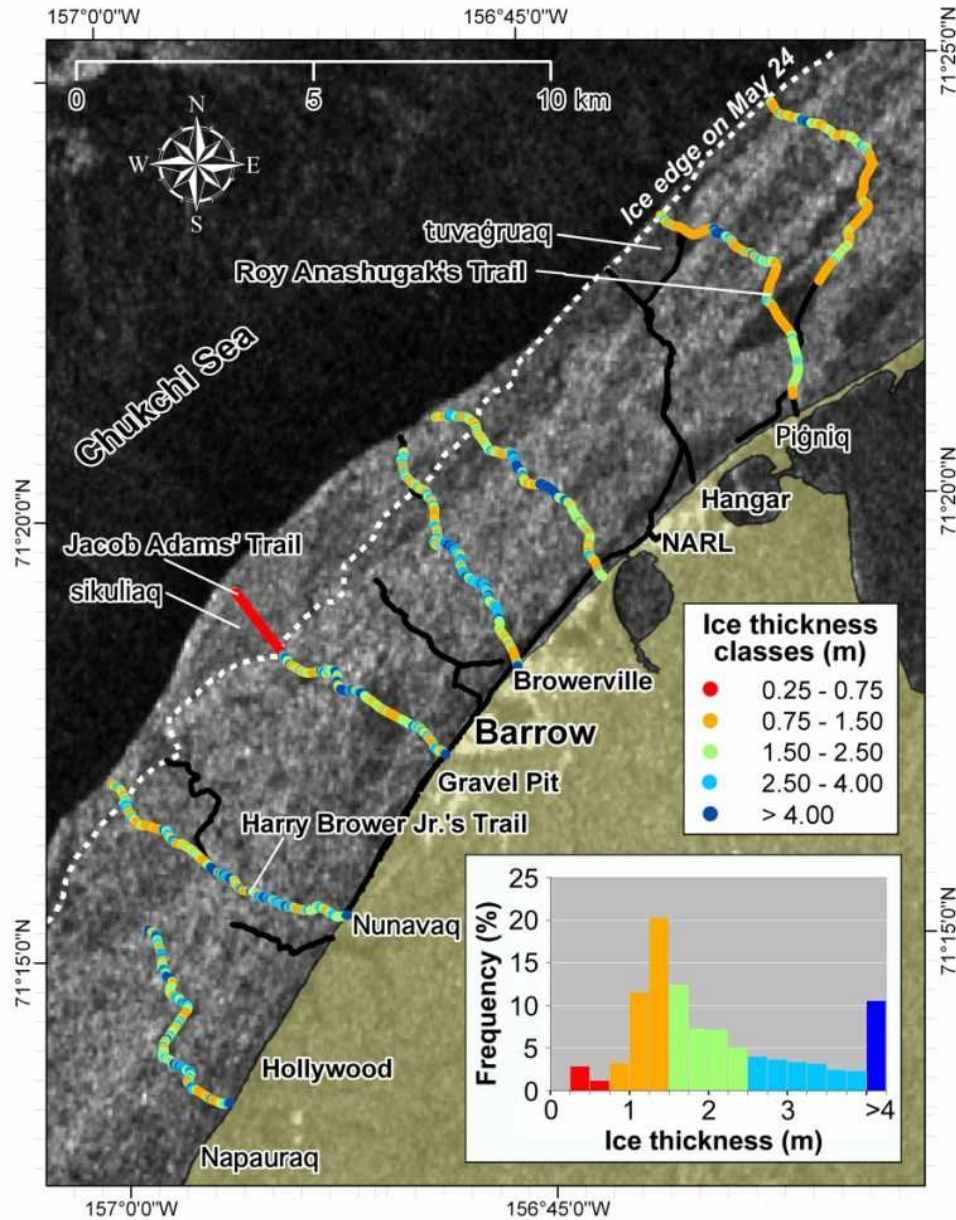 157°0'0"W
156°45'0"W
71°25'0"N
0
5
10 km
N
W
E
S
Ice edge on May 24
tuvaġruaq
Roy Anashugak's Trail
Chukchi Sea
Piġniq
71°20'0"N
71°20'0"N
Hangar
NARL
Jacob Adams' Trail
sikuliaq
Browerville
Barrow
Gravel Pit
Ice thickness
classes (m)
0.25 - 0.75
0.75 - 1.50
1.50 - 2.50
2.50 - 4.00
> 4.00
Harry Brower Jr.'s Trail
Nunavaq
71°15'0"N
71°15'0"N
Hollywood
Napauraq
Frequency (%)
25
20
15
10
5
0
0
1
2
3
>4
Ice thickness (m)
157°0'0"W
156°45'0"W